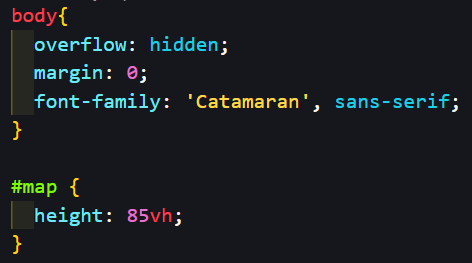 body{
  overflow: hidden;
  margin: 0;
  font-family: 'Catamaran', sans-serif;
}

#map {
  height: 85vh;
}